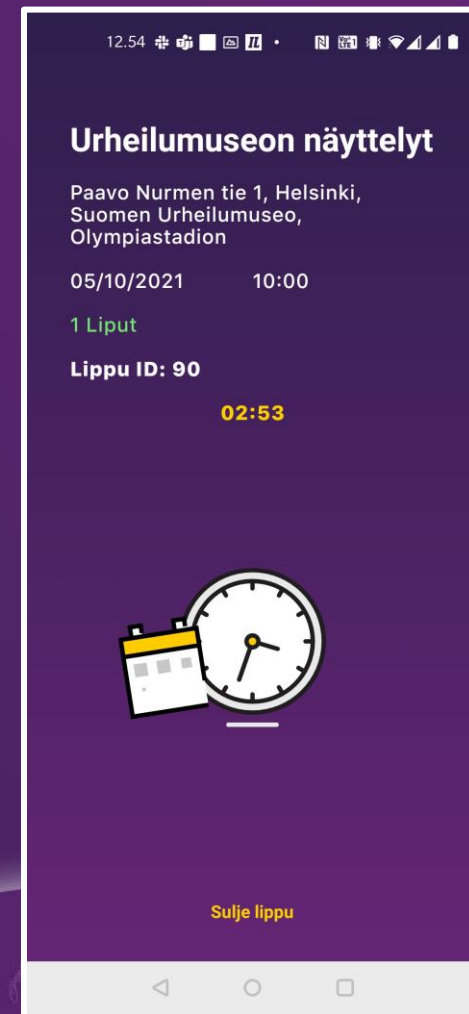 12.54
Urheilumuseon näyttelyt
Paavo Nurmen tie 1, Helsinki,
Suomen Urheilumuseo,
Olympiastadion
05/10/2021 10:00
1 Liput
Lippu ID: 90
02:53
Sulje lippu